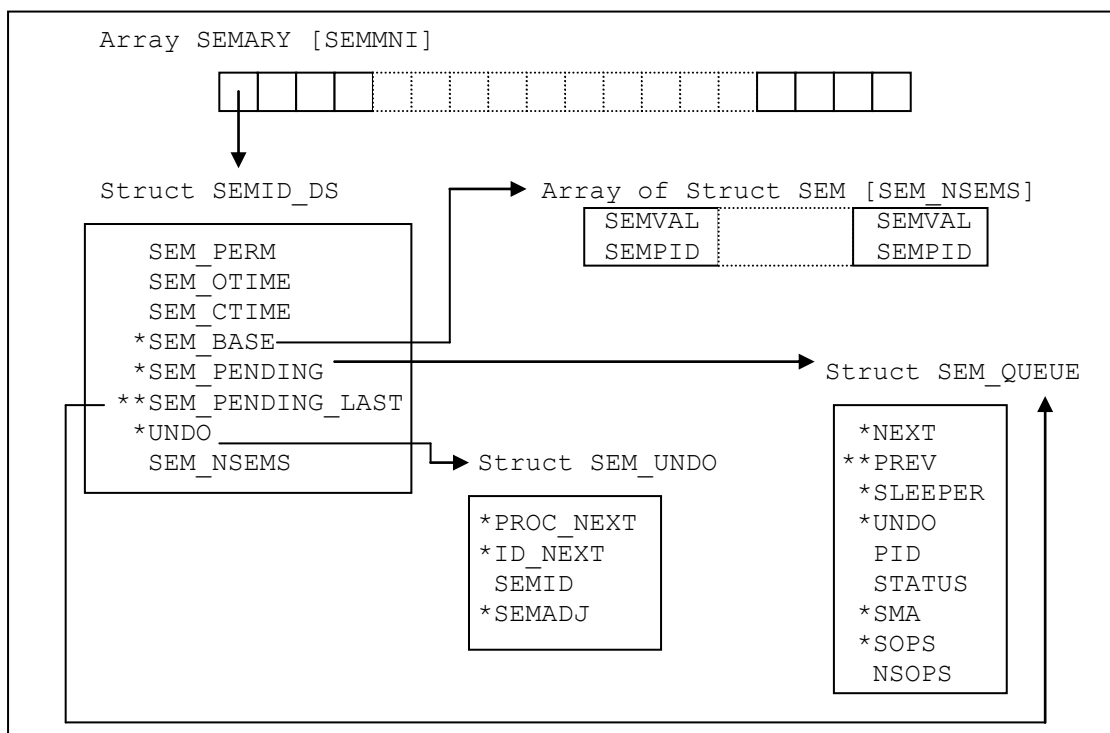 Array SEMARY [SEMMNI]
Struct SEMID_DS
SEM_PERM
SEM_OTIME
SEM_CTIME
*SEM_BASE
*SEM_PENDING
**SEM_PENDING_LAST
*UNDO
SEM_NSEMS
Array of Struct SEM [SEM_NSEMS]
SEMVAL SEMVAL
SEMPID SEMPID
Struct SEM_QUEUE
*NEXT
**PREV
*SLEEPER
*UNDO
PID
STATUS
*SMA
*SOPS
NSOPS
Struct SEM_UNDO
*PROC_NEXT
*ID_NEXT
SEMID
*SEMADJ